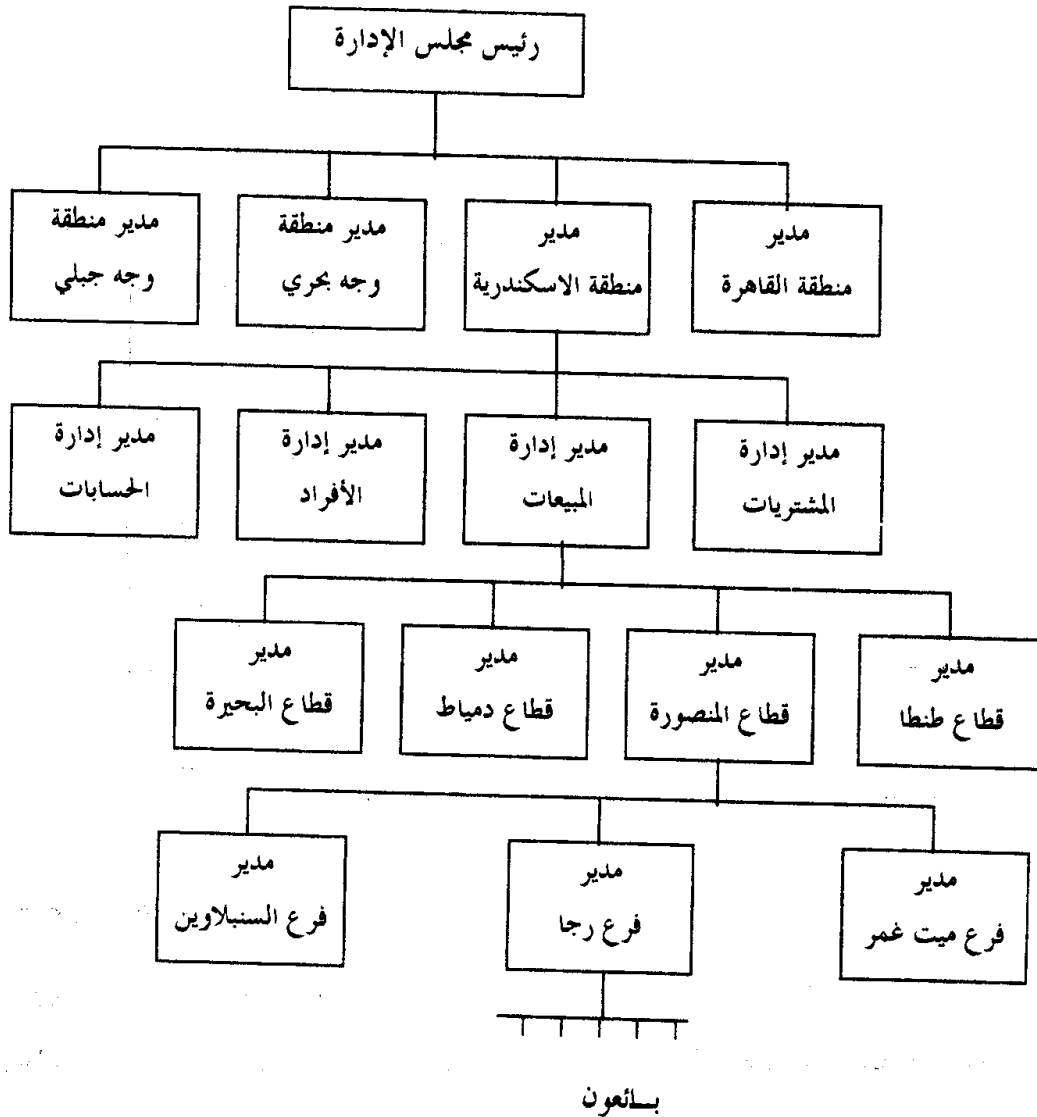 رئيس مجلس الإدارة
مدير
منطقة القاهرة
مدير
منطقة الاسكندرية
مدير منطقة
وجه بحري
مدير منطقة
وجه جبلي
مدير إدارة
المشتريات
مدير إدارة
المبيعات
مدير إدارة
الأفراد
مدير إدارة
الحسابات
مدير
قطاع طنطا
مدير
قطاع المنصورة
مدير
قطاع دمياط
مدير
قطاع البحيرة
مدير
فرع ميت غمر
مدير
فرع رجا
مدير
فرع السنبلاوين
بائعون